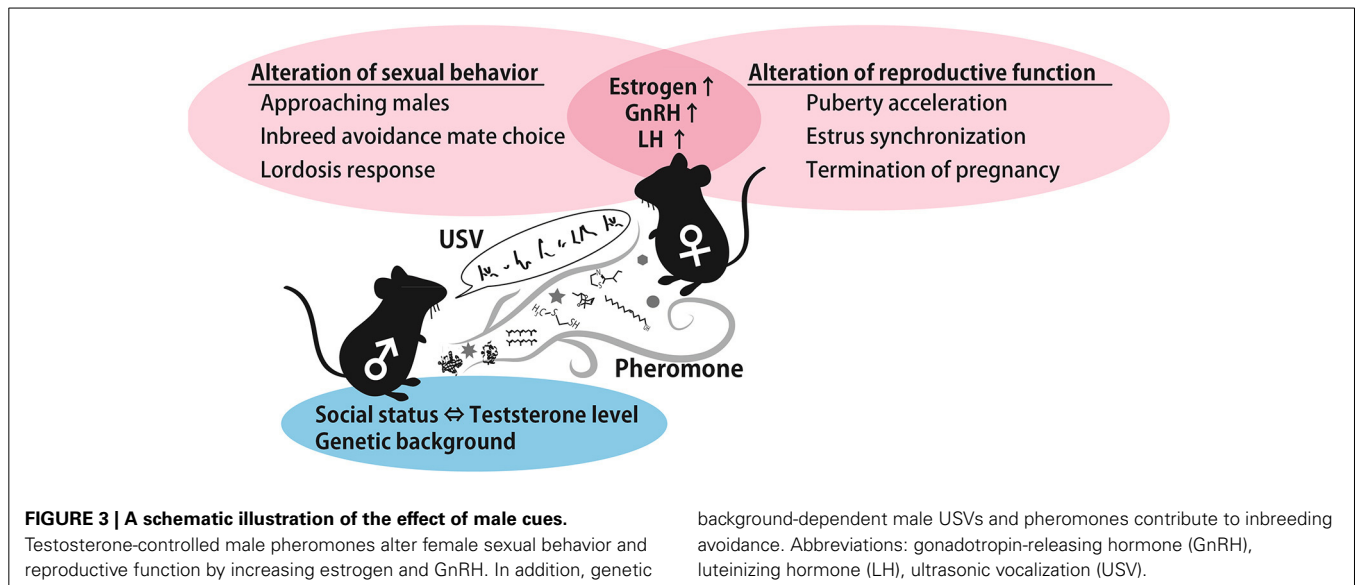 Alteration of sexual behavior
Approaching males
Inbreed avoidance mate choice
Lordosis response
Estrogen ↑
GnRH ↑
LH ↑
Alteration of reproductive function
Puberty acceleration
Estrus synchronization
Termination of pregnancy
USV
♀
♂
N
S
H₃C
S
SH
OH
Pheromone
Social status ⇔ Teststerone level
Genetic background
FIGURE 3 | A schematic illustration of the effect of male cues.
Testosterone-controlled male pheromones alter female sexual behavior and
reproductive function by increasing estrogen and GnRH. In addition, genetic
background-dependent male USVs and pheromones contribute to inbreeding
avoidance. Abbreviations: gonadotropin-releasing hormone (GnRH),
luteinizing hormone (LH), ultrasonic vocalization (USV).